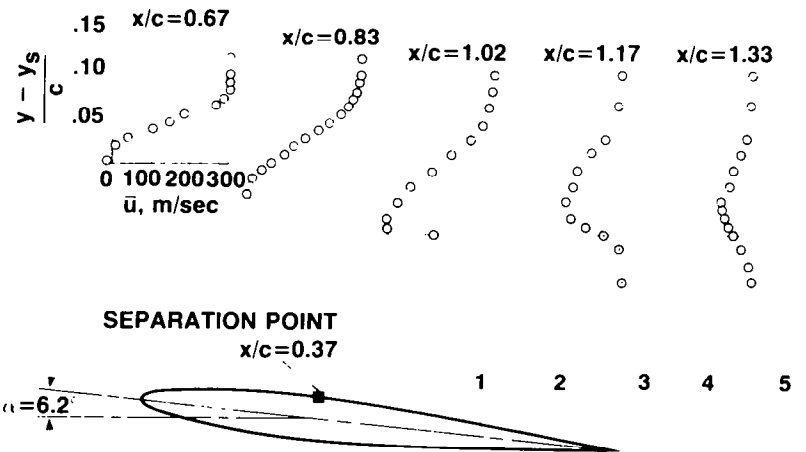 x/c=0.67
x/c=0.83
x/c=1.02
x/c=1.17
x/c=1.33
y − yₛ
c
.15
.10
.05
0 100 200 300
ū, m/sec
SEPARATION POINT
x/c=0.37
α=6.2°
1 2 3 4 5